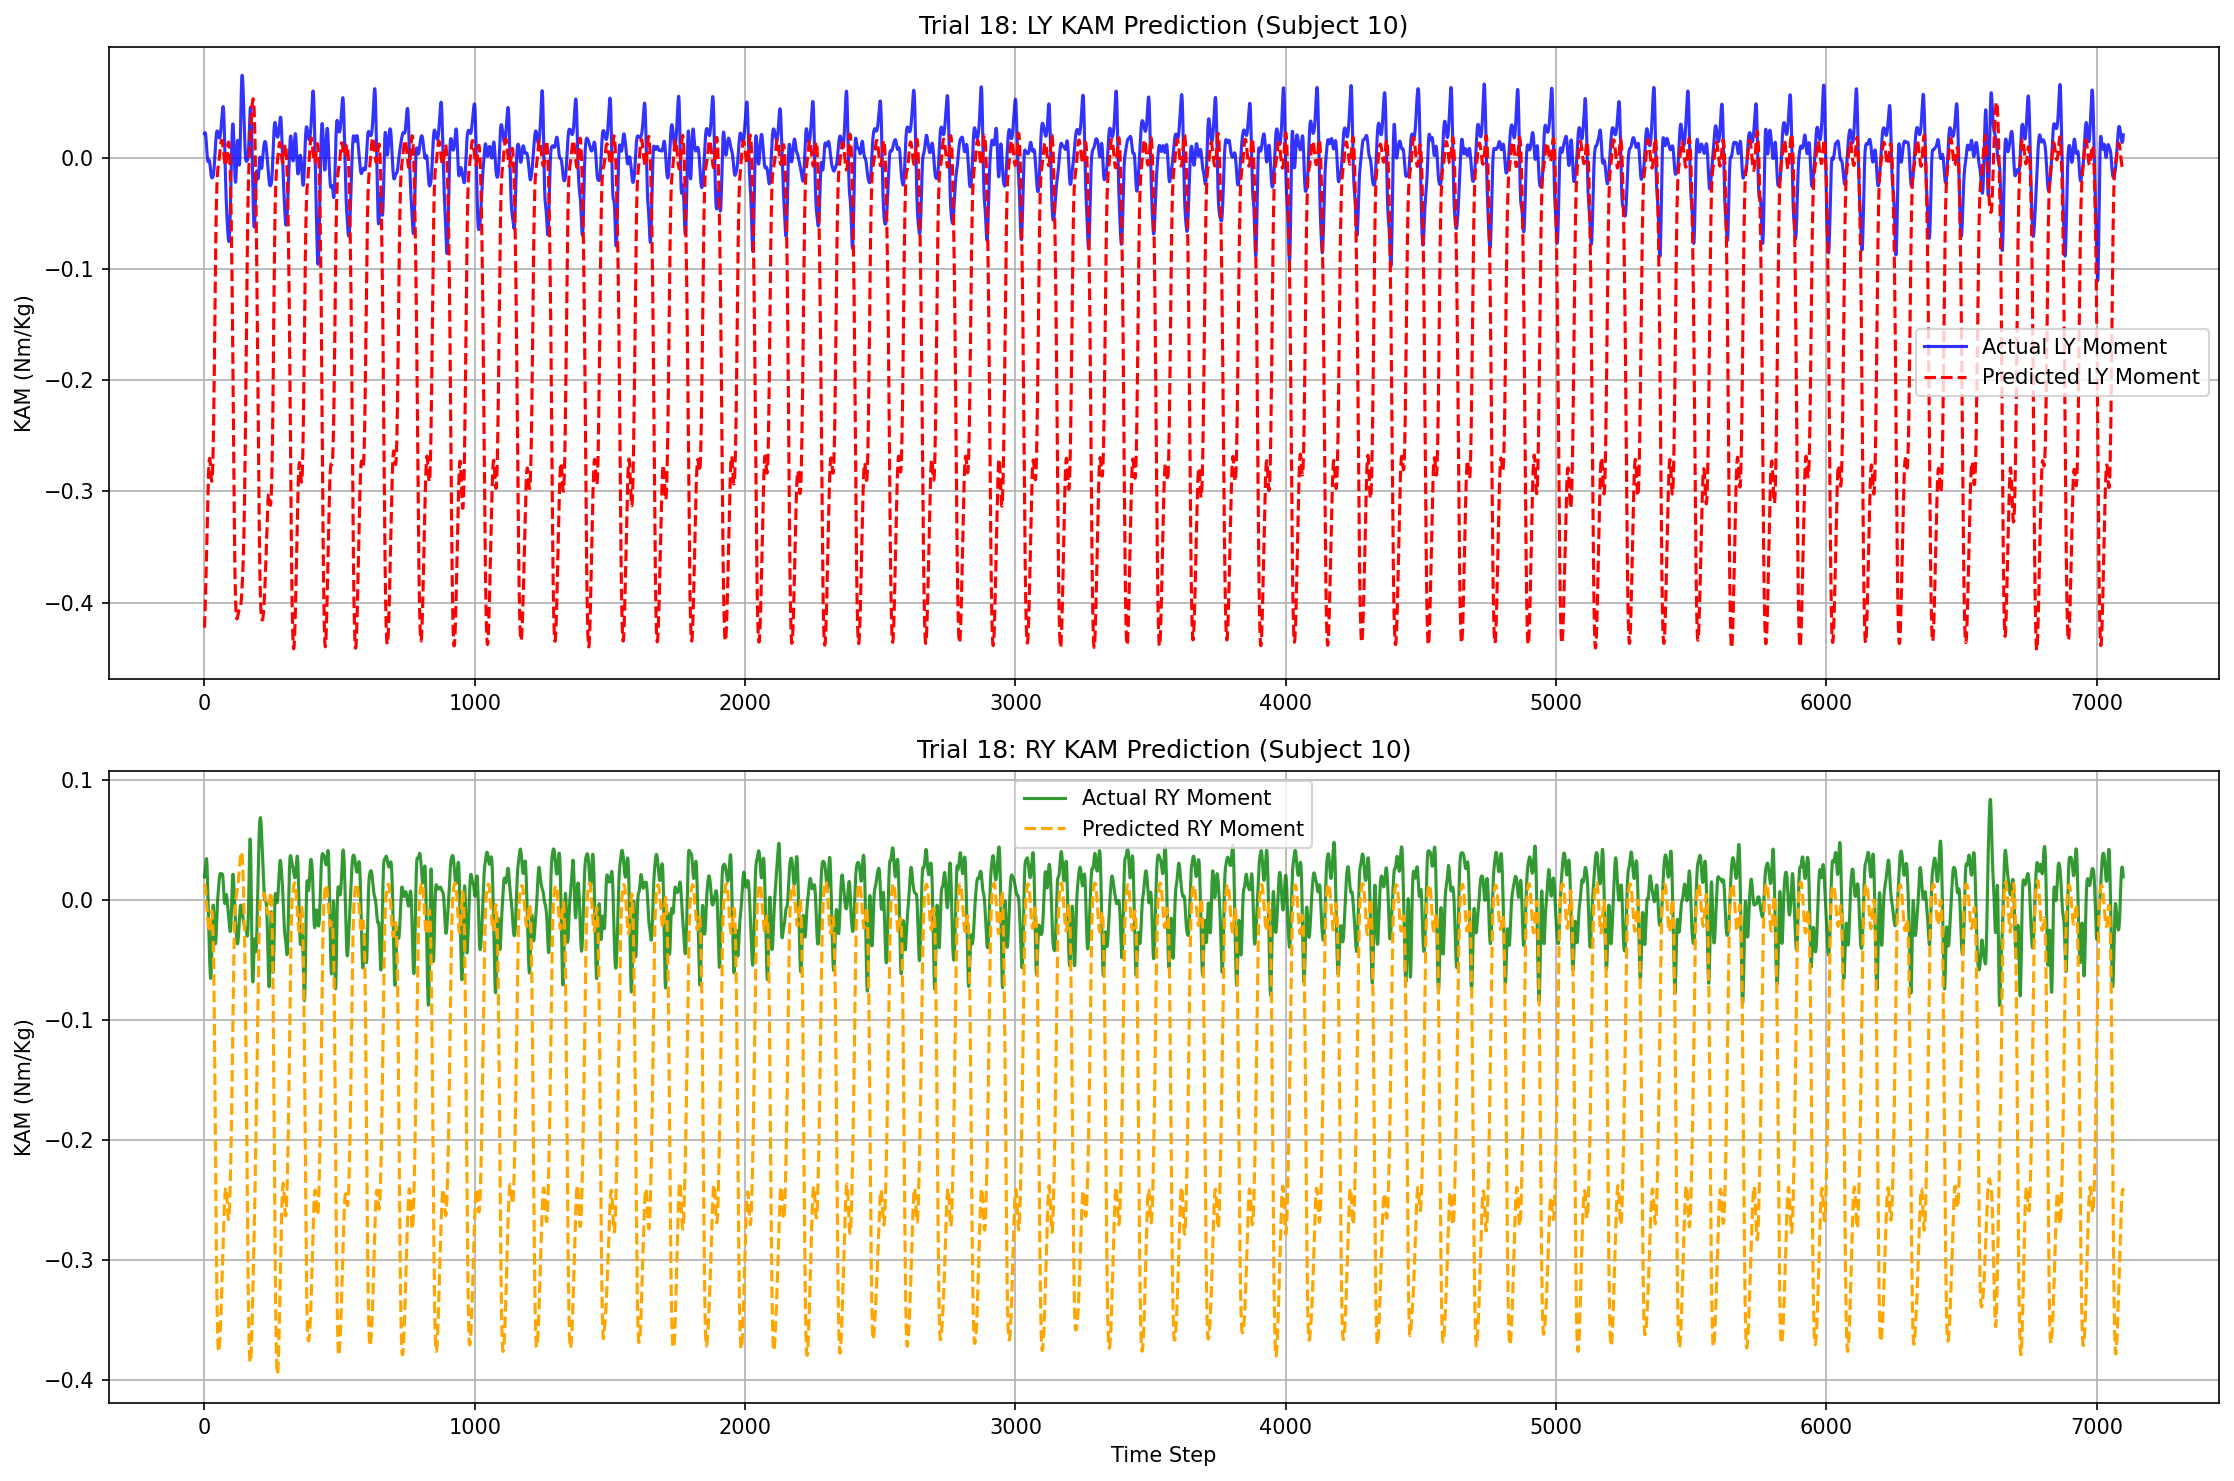 Trial 18: LY KAM Prediction (Subject 10)
KAM (Nm/Kg)
0.0
−0.1
−0.2
−0.3
−0.4
Actual LY Moment
Predicted LY Moment
0 1000 2000 3000 4000 5000 6000 7000
Trial 18: RY KAM Prediction (Subject 10)
KAM (Nm/Kg)
0.1
0.0
−0.1
−0.2
−0.3
−0.4
Actual RY Moment
Predicted RY Moment
0 1000 2000 3000 4000 5000 6000 7000
Time Step